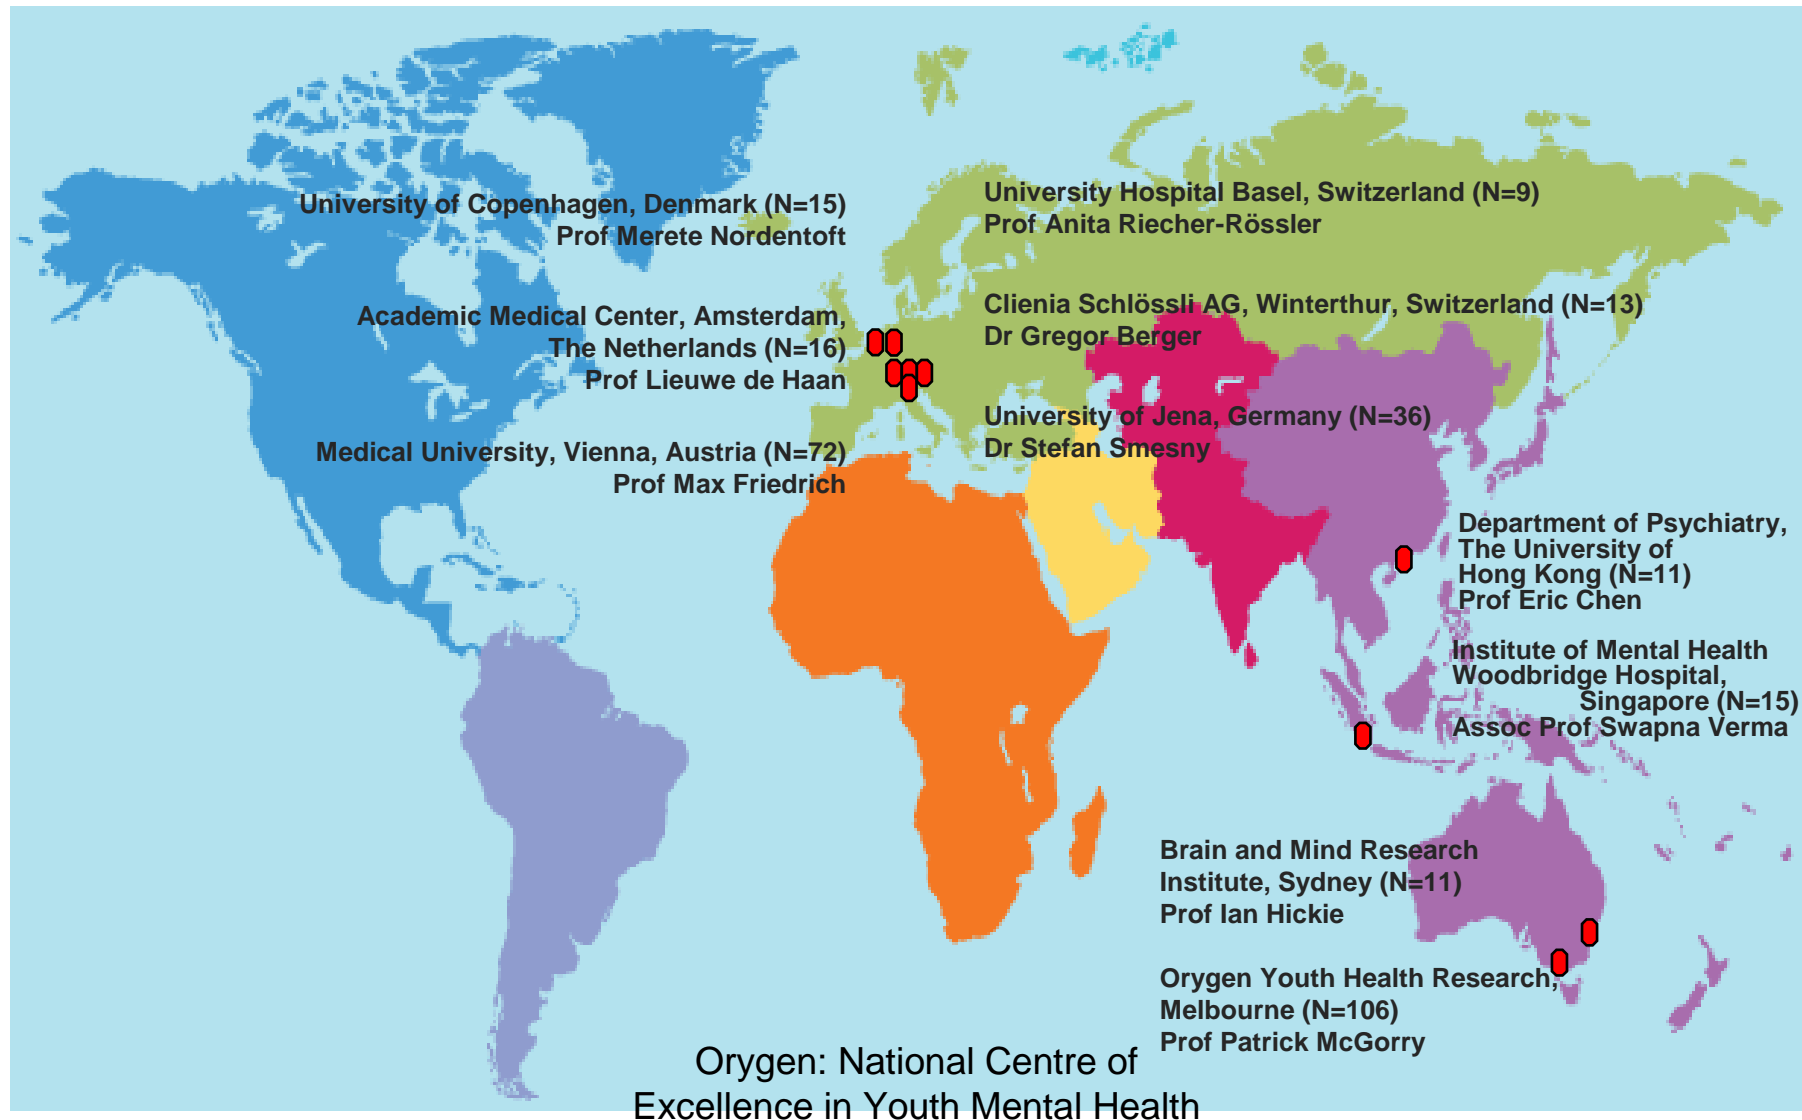 University of Copenhagen, Denmark (N=15)
Prof Merete Nordentoft
Academic Medical Center, Amsterdam,
The Netherlands (N=16)
Prof Lieuwe de Haan
Medical University, Vienna, Austria (N=72)
Prof Max Friedrich
University Hospital Basel, Switzerland (N=9)
Prof Anita Riecher-Rössler
Clienia Schlössli AG, Winterthur, Switzerland (N=13)
Dr Gregor Berger
University of Jena, Germany (N=36)
Dr Stefan Smesny
Department of Psychiatry,
The University of
Hong Kong (N=11)
Prof Eric Chen
Institute of Mental Health
Woodbridge Hospital,
Singapore (N=15)
Assoc Prof Swapna Verma
Brain and Mind Research
Institute, Sydney (N=11)
Prof Ian Hickie
Orygen Youth Health Research,
Melbourne (N=106)
Prof Patrick McGorry
Orygen: National Centre of
Excellence in Youth Mental Health